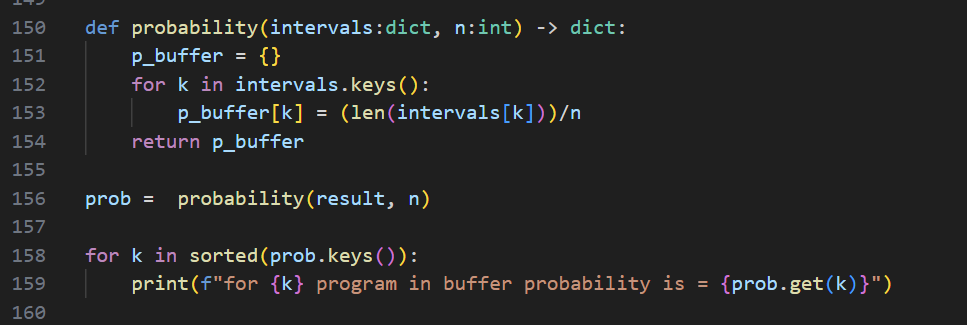 149
150 def probability(intervals:dict, n:int) -> dict:
151 p_buffer = {}
152 for k in intervals.keys():
153 p_buffer[k] = (len(intervals[k]))/n
154 return p_buffer
155
156 prob =  probability(result, n)
157
158 for k in sorted(prob.keys()):
159 print(f"for {k} program in buffer probability is = {prob.get(k)}")
160